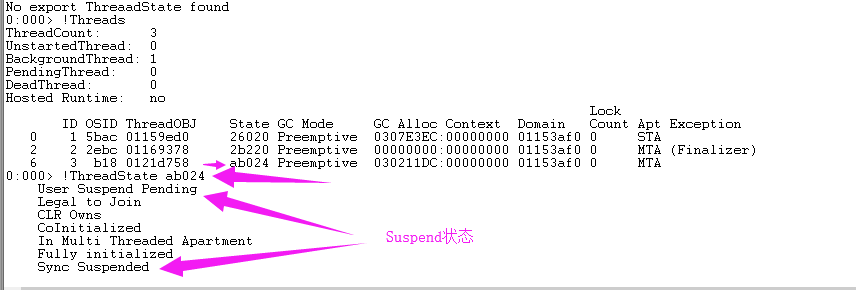 No export ThreaadState found
0:000> !Threads
ThreadCount:      3
UnstartedThread:  0
BackgroundThread: 1
PendingThread:    0
DeadThread:       0
Hosted Runtime:   no
Lock
ID OSID ThreadOBJ    State GC Mode     GC Alloc Context  Domain   Count Apt Exception
0    1 5bac 01159ed0     26020 Preemptive  0307E3EC:00000000 01153af0 0     STA
2    2 2ebc 01169378     2b220 Preemptive  00000000:00000000 01153af0 0     MTA (Finalizer)
6    3  b18 0121d758     ab024 Preemptive  030211DC:00000000 01153af0 0     MTA
0:000> !ThreadState ab024
User Suspend Pending
Legal to Join
CLR Owns
CoInitialized
In Multi Threaded Apartment
Suspend状态
Fully initialized
Sync Suspended